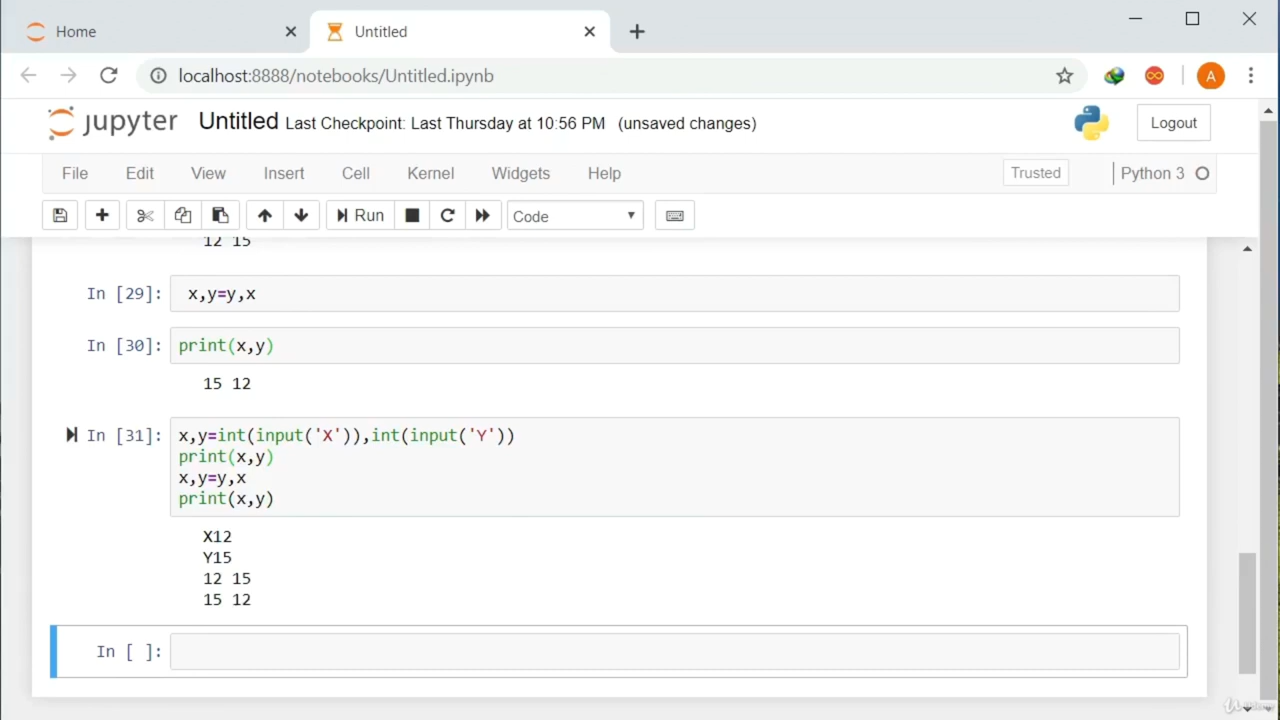 Home
Untitled
localhost:8888/notebooks/Untitled.ipynb
A
jupyter Untitled Last Checkpoint: Last Thursday at 10:56 PM (unsaved changes)
Logout
File Edit View Insert Cell Kernel Widgets Help
Trusted
Python 3
Run
Code
12 15
In [29]: x,y=y,x
In [30]: print(x,y)
15 12
In [31]: x,y=int(input('X')),int(input('Y'))
print(x,y)
x,y=y,x
print(x,y)
X12
Y15
12 15
15 12
In [ ]: